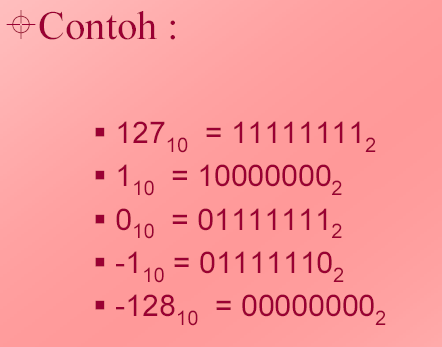 Contoh :
127₁₀ = 11111111₂
1₁₀ = 10000000₂
0₁₀ = 01111111₂
-1₁₀ = 01111110₂
-128₁₀ = 00000000₂